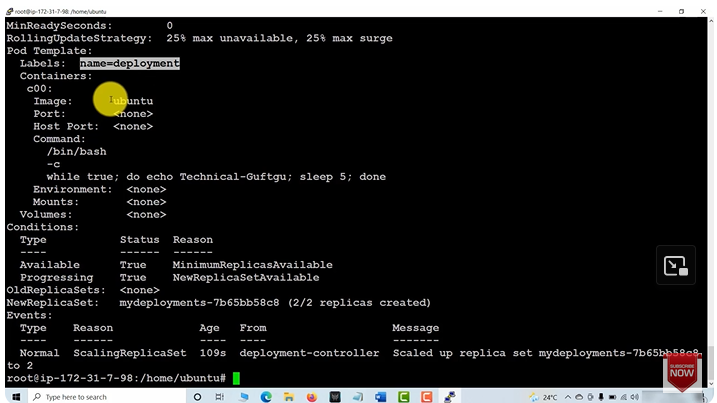 root@ip-172-31-7-98: /home/ubuntu
MinReadySeconds: 0
RollingUpdateStrategy: 25% max unavailable, 25% max surge
Pod Template:
Labels: name=deployment
Containers:
c00:
Image: ubuntu
Port: <none>
Host Port: <none>
Command:
/bin/bash
-c
while true; do echo Technical-Guftgu; sleep 5; done
Environment: <none>
Mounts: <none>
Volumes: <none>
Conditions:
Type Status Reason
---- ------ ------
Available True MinimumReplicasAvailable
Progressing True NewReplicaSetAvailable
OldReplicaSets: <none>
NewReplicaSet: mydeployments-7b65bb58c8 (2/2 replicas created)
Events:
Type Reason Age From Message
---- ------ ---- ---- -------
Normal ScalingReplicaSet 109s deployment-controller Scaled up replica set mydeployments-7b65bb58c8
to 2
root@ip-172-31-7-98:/home/ubuntu#
SUBSCRIBE
NOW
Type here to search
24°C